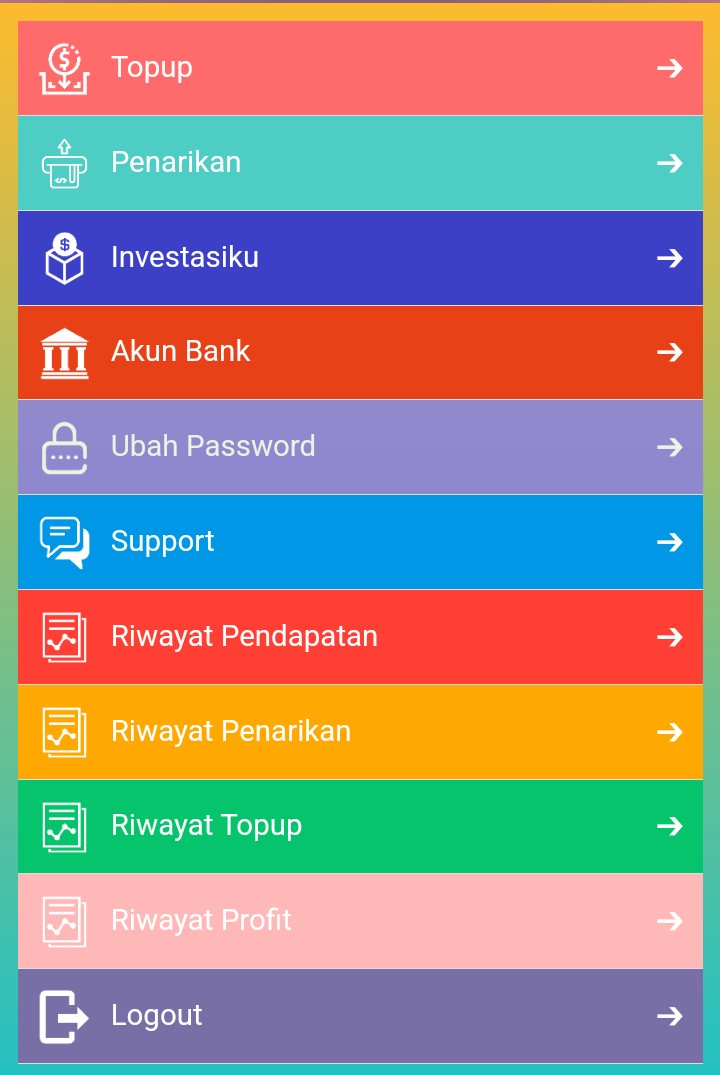 Topup
Penarikan
Investasiku
Akun Bank
Ubah Password
Support
Riwayat Pendapatan
Riwayat Penarikan
Riwayat Topup
Riwayat Profit
Logout